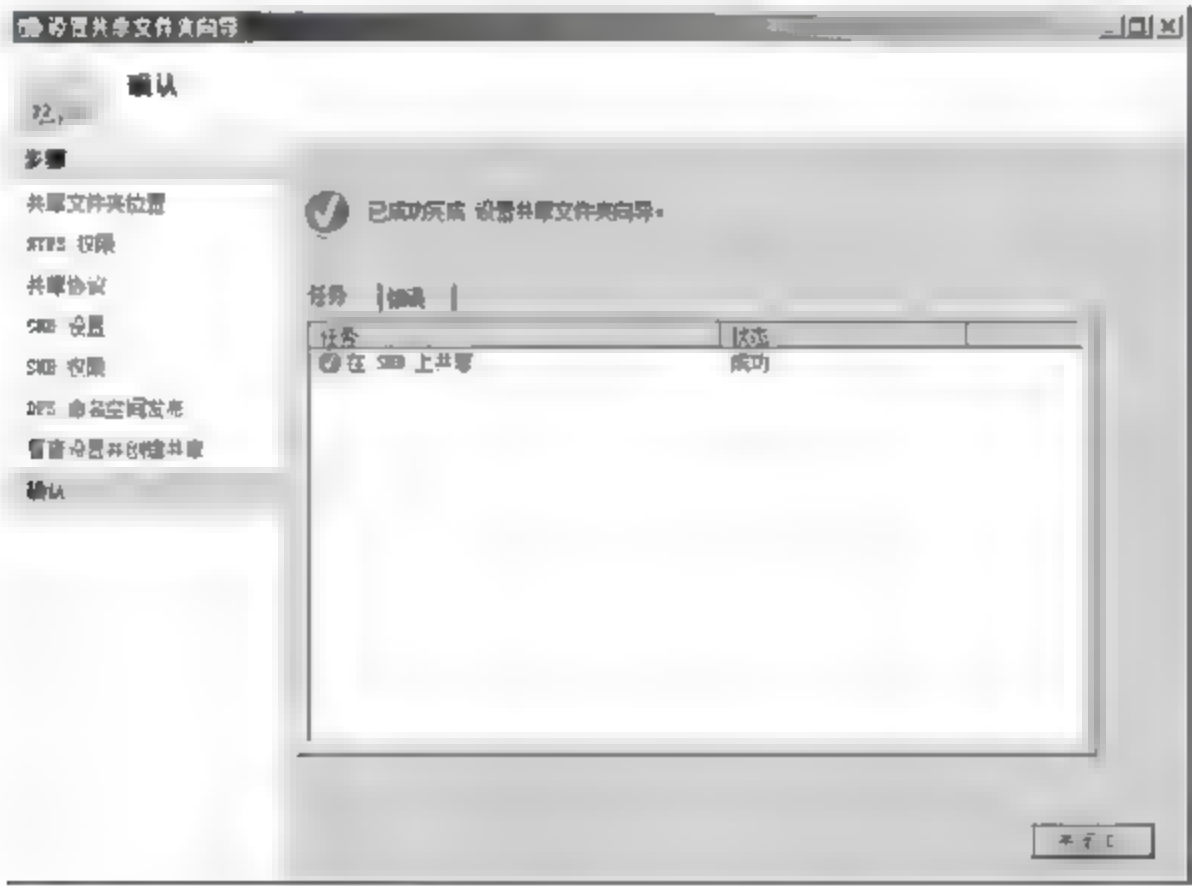 设置共享文件夹向导
确认
步骤
共享文件夹位置
NTFS 权限
共享协议
SMB 设置
SMB 权限
DFS 命名空间发布
查看设置并创建共享
确认
已成功完成 设置共享文件夹向导。
任务 错误
任务 状态
在 SMB 上共享 成功